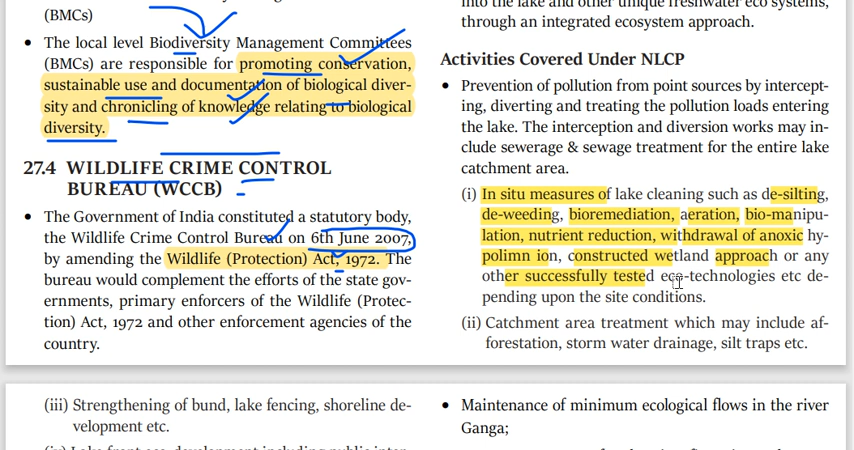 (BMCs)
• The local level Biodiversity Management Committees
(BMCs) are responsible for promoting conservation,
sustainable use and documentation of biological diver-
sity and chronicling of knowledge relating to biological
diversity.
27.4 WILDLIFE CRIME CONTROL
BUREAU (WCCB)
• The Government of India constituted a statutory body,
the Wildlife Crime Control Bureau on 6th June 2007,
by amending the Wildlife (Protection) Act, 1972. The
bureau would complement the efforts of the state gov-
ernments, primary enforcers of the Wildlife (Protec-
tion) Act, 1972 and other enforcement agencies of the
country.
into the lake and other unique freshwater eco systems,
through an integrated ecosystem approach.
Activities Covered Under NLCP
• Prevention of pollution from point sources by intercept-
ing, diverting and treating the pollution loads entering
the lake. The interception and diversion works may in-
clude sewerage & sewage treatment for the entire lake
catchment area.
(i) In situ measures of lake cleaning such as de-silting,
de-weeding, bioremediation, aeration, bio-manipu-
lation, nutrient reduction, withdrawal of anoxic hy-
polimn ion, constructed wetland approach or any
other successfully tested eco-technologies etc de-
pending upon the site conditions.
(ii) Catchment area treatment which may include af-
forestation, storm water drainage, silt traps etc.
(iii) Strengthening of bund, lake fencing, shoreline de-
velopment etc.
• Maintenance of minimum ecological flows in the river
Ganga;